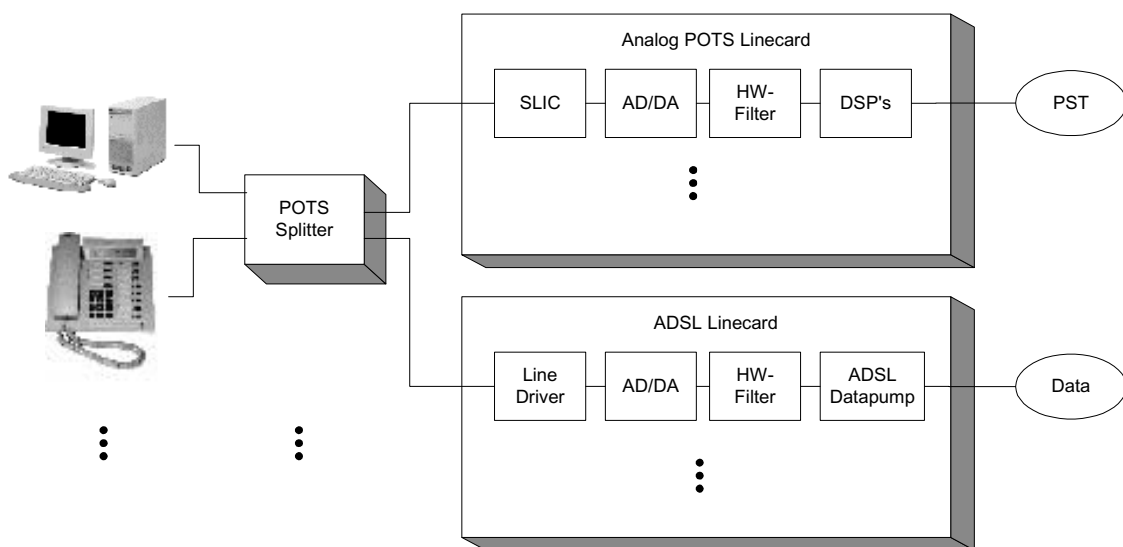 Analog POTS Linecard
SLIC
AD/DA
HW-
Filter
DSP's
PST
POTS
Splitter
ADSL Linecard
Line
Driver
AD/DA
HW-
Filter
ADSL
Datapump
Data